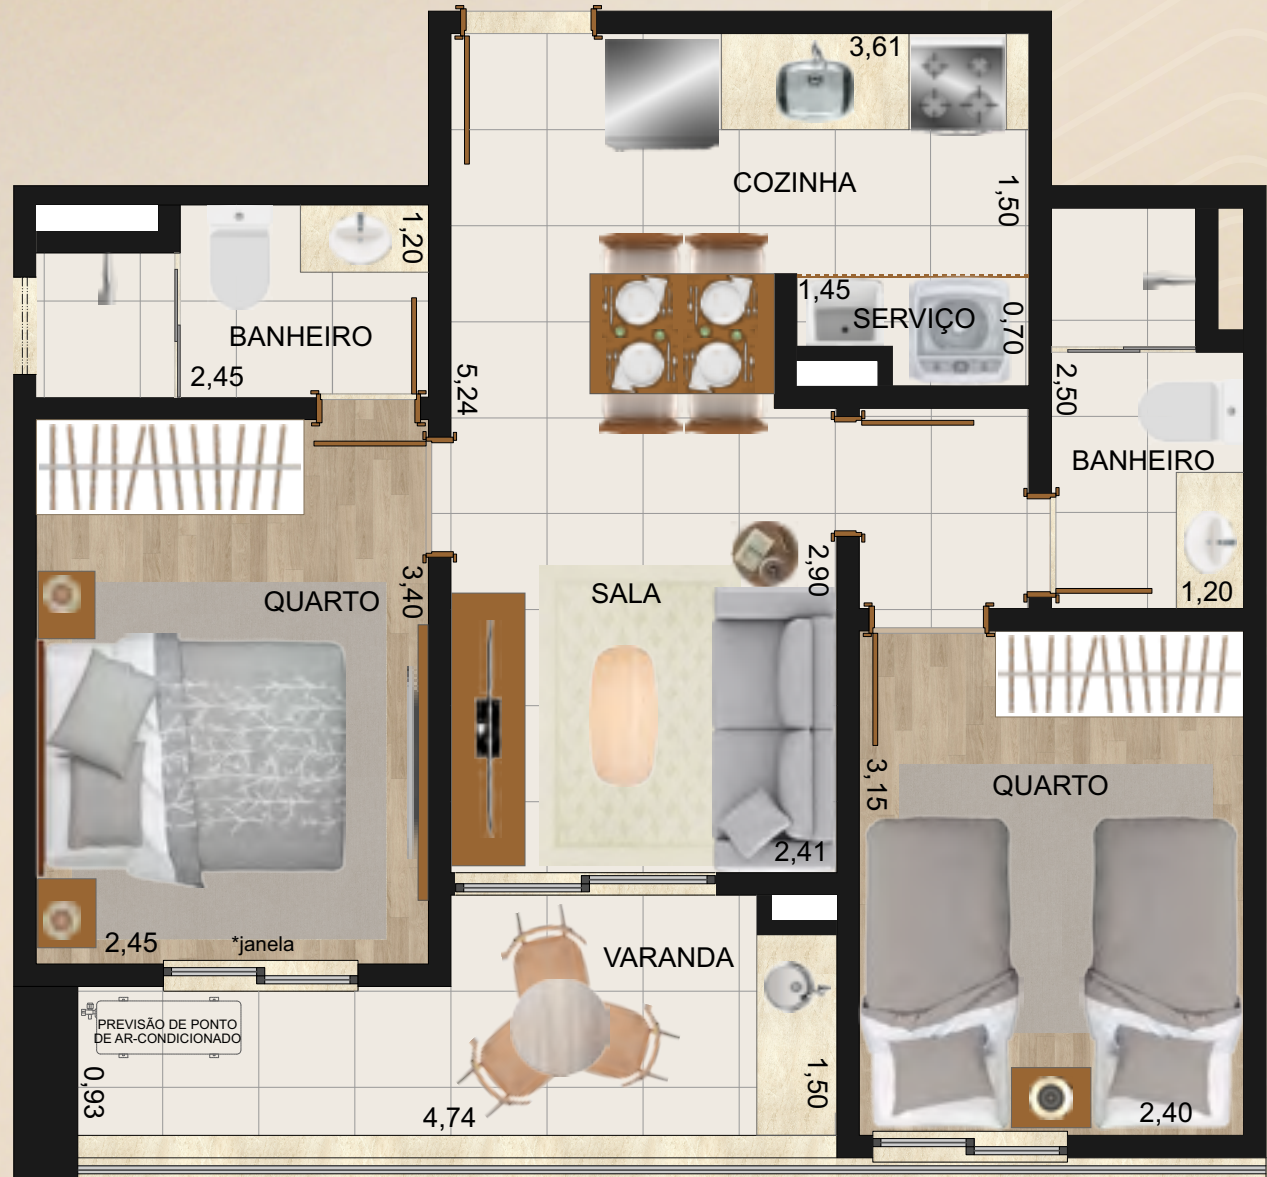 3,61
COZINHA
1,50
1,20
BANHEIRO
2,45
1,45
SERVIÇO
0,70
5,24
2,50
BANHEIRO
1,20
QUARTO
3,40
SALA
2,90
2,41
QUARTO
3,15
2,45
*janela
VARANDA
PREVISÃO DE PONTO
DE AR-CONDICIONADO
0,93
4,74
1,50
2,40